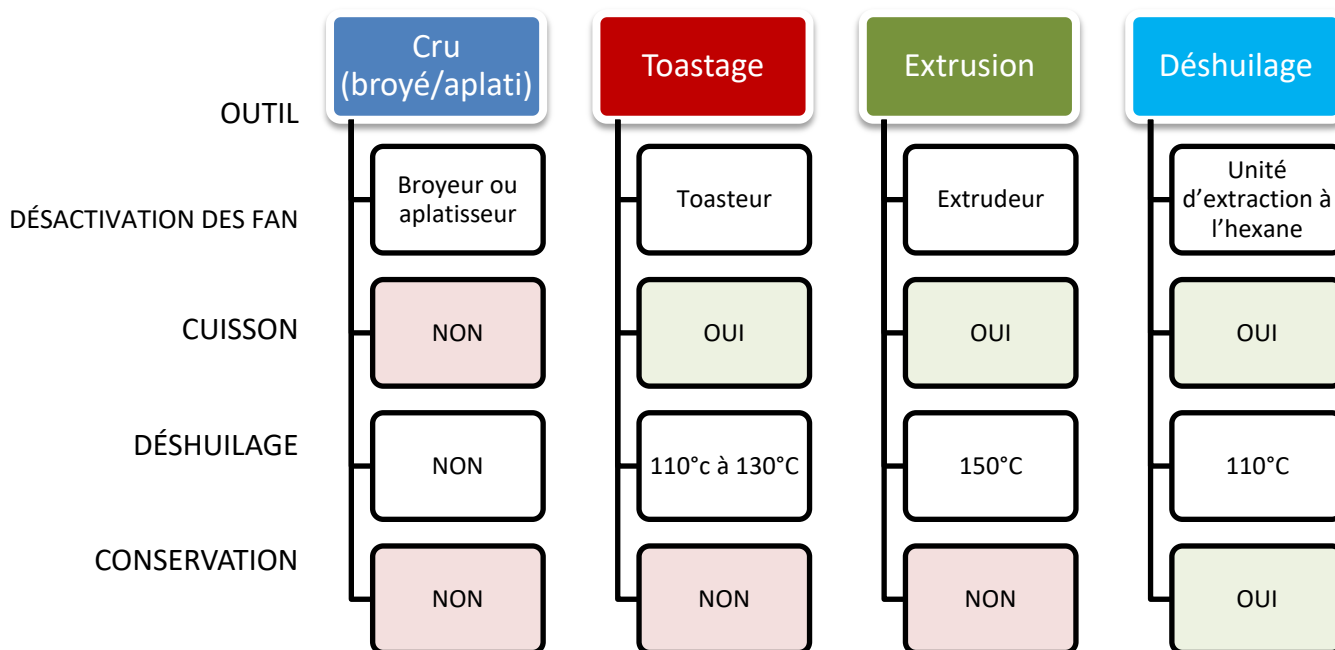 Cru
(broyé/aplati)
Toastage
Extrusion
Déshuilage
OUTIL
Broyeur ou
aplatisseur
Toasteur
Extrudeur
Unité
d'extraction à
l'hexane
DÉSACTIVATION DES FAN
CUISSON
NON
OUI
OUI
OUI
DÉSHUILAGE
NON
110°c à 130°C
150°C
110°C
CONSERVATION
NON
NON
NON
OUI